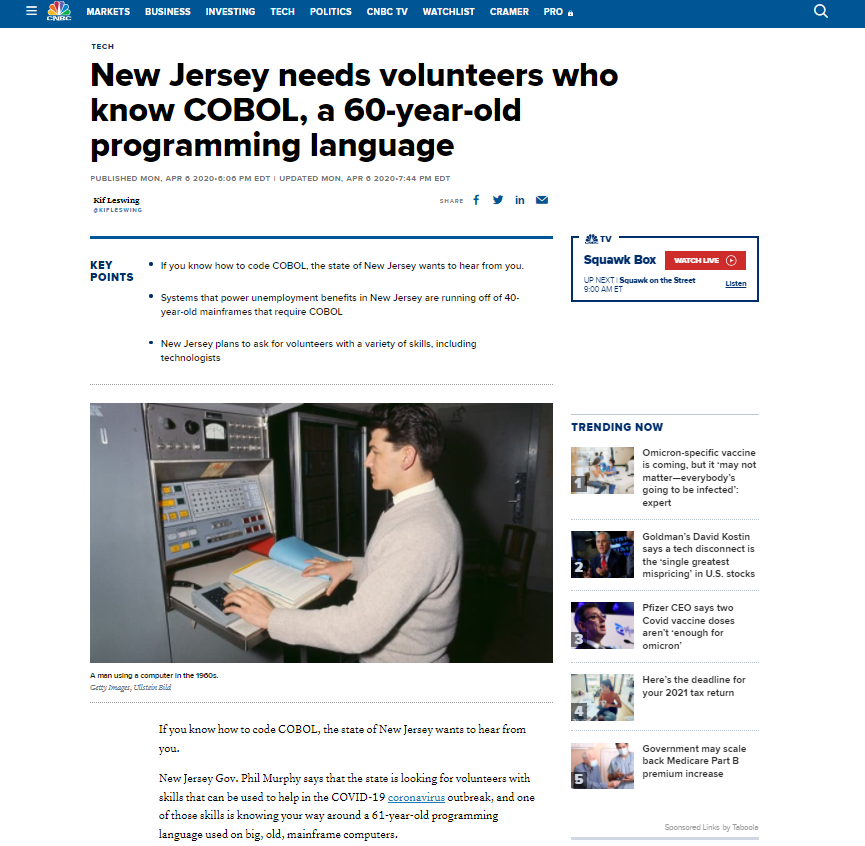 CNBC
MARKETS BUSINESS INVESTING TECH POLITICS CNBC TV WATCHLIST CRAMER PRO
TECH
New Jersey needs volunteers who
know COBOL, a 60-year-old
programming language
PUBLISHED MON, APR 6 2020•6:06 PM EDT | UPDATED MON, APR 6 2020•7:44 PM EDT
Kif Leswing
@KIFLESWING
SHARE f in
KEY
POINTS
• If you know how to code COBOL, the state of New Jersey wants to hear from you.
• Systems that power unemployment benefits in New Jersey are running off of 40-
year-old mainframes that require COBOL
• New Jersey plans to ask for volunteers with a variety of skills, including
technologists
A man using a computer in the 1960s.
Getty Images, Ullstein Bild
If you know how to code COBOL, the state of New Jersey wants to hear from
you.
New Jersey Gov. Phil Murphy says that the state is looking for volunteers with
skills that can be used to help in the COVID-19 coronavirus outbreak, and one
of those skills is knowing your way around a 61-year-old programming
language used on big, old, mainframe computers.
TV
Squawk Box WATCH LIVE
UP NEXT | Squawk on the Street
9:00 AM ET
Listen
TRENDING NOW
1
Omicron-specific vaccine
is coming, but it ‘may not
matter—everybody’s
going to be infected’:
expert
2
Goldman’s David Kostin
says a tech disconnect is
the ‘single greatest
mispricing’ in U.S. stocks
3
Pfizer CEO says two
Covid vaccine doses
aren’t ‘enough for
omicron’
4
Here’s the deadline for
your 2021 tax return
5
Government may scale
back Medicare Part B
premium increase
Sponsored Links by Taboola